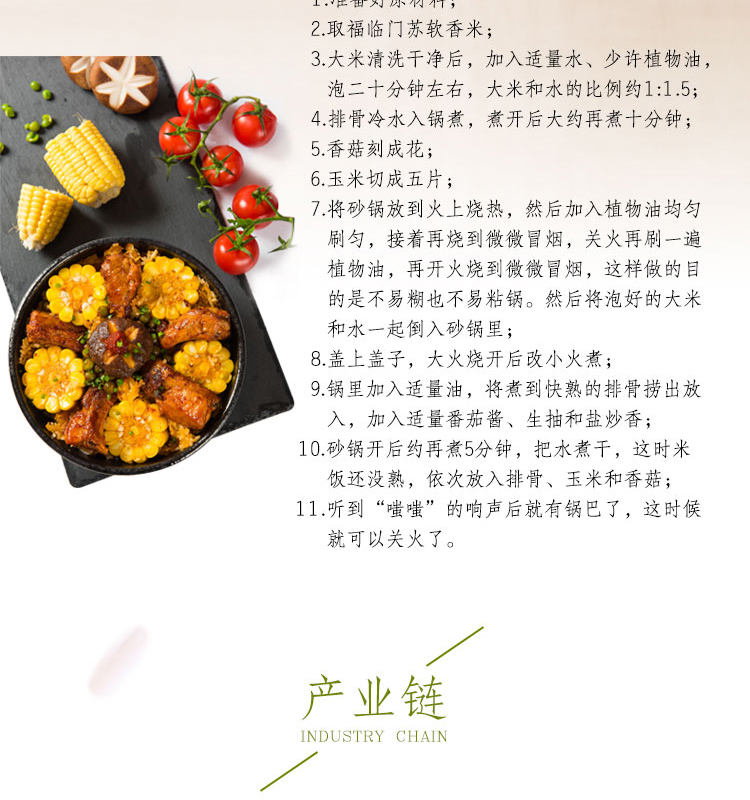 1.准备好原材料；
2.取福临门苏软香米；
3.大米清洗干净后，加入适量水、少许植物油，
泡二十分钟左右，大米和水的比例约1:1.5；
4.排骨冷水入锅煮，煮开后大约再煮十分钟；
5.香菇刻成花；
6.玉米切成五片；
7.将砂锅放到火上烧热，然后加入植物油均匀
刷匀，接着再烧到微微冒烟，关火再刷一遍
植物油，再开火烧到微微冒烟，这样做的目
的是不易糊也不易粘锅。然后将泡好的大米
和水一起倒入砂锅里；
8.盖上盖子，大火烧开后改小火煮；
9.锅里加入适量油，将煮到快熟的排骨捞出放
入，加入适量番茄酱、生抽和盐炒香；
10.砂锅开后约再煮5分钟，把水煮干，这时米
饭还没熟，依次放入排骨、玉米和香菇；
11.听到“嗤嗤”的响声后就有锅巴了，这时候
就可以关火了。
产业链
INDUSTRY CHAIN